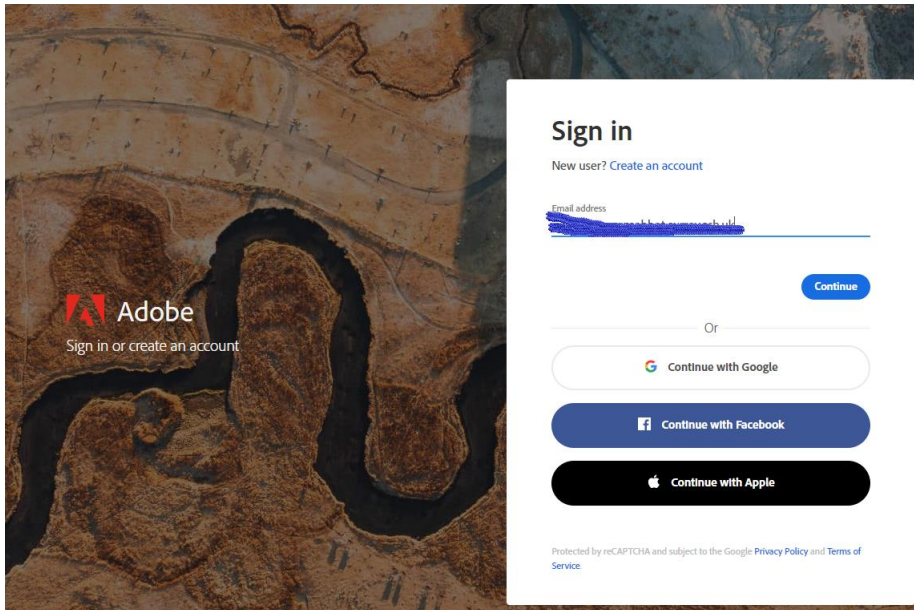 Adobe
Sign in or create an account
Sign in
New user? Create an account
Email address
Continue
Or
Continue with Google
Continue with Facebook
Continue with Apple
Protected by reCAPTCHA and subject to the Google Privacy Policy and Terms of
Service.